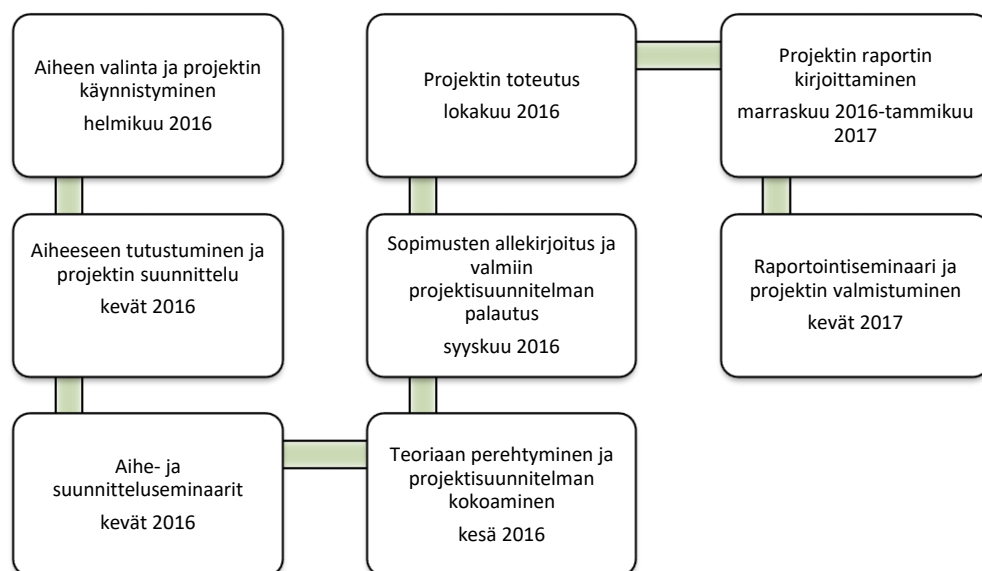 Aiheen valinta ja projektin
käynnistyminen
helmikuu 2016
Aiheeseen tutustuminen ja
projektin suunnittelu
kevät 2016
Aihe- ja
suunnitteluseminaarit
kevät 2016
Teoriaan perehtyminen ja
projektisuunnitelman
kokoaminen
kesä 2016
Sopimusten allekirjoitus ja
valmiin
projektisuunnitelman
palautus
syyskuu 2016
Projektin toteutus
lokakuu 2016
Projektin raportin
kirjoittaminen
marraskuu 2016-tammikuu
2017
Raportointiseminaari ja
projektin valmistuminen
kevät 2017